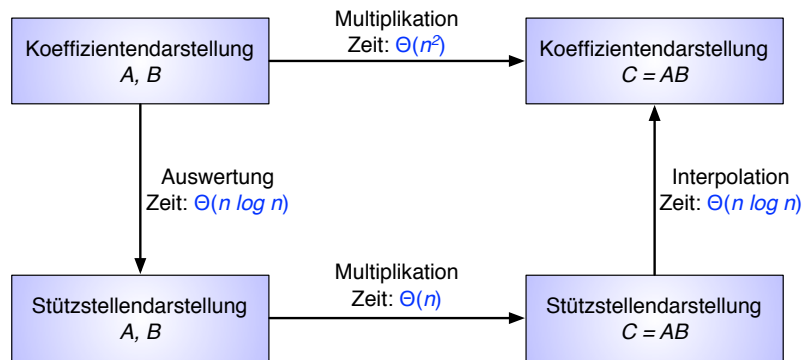 Multiplikation
Zeit: Θ(n²)
Koeffizientendarstellung
A, B
Koeffizientendarstellung
C = AB
Auswertung
Zeit: Θ(n log n)
Interpolation
Zeit: Θ(n log n)
Multiplikation
Zeit: Θ(n)
Stützstellendarstellung
A, B
Stützstellendarstellung
C = AB